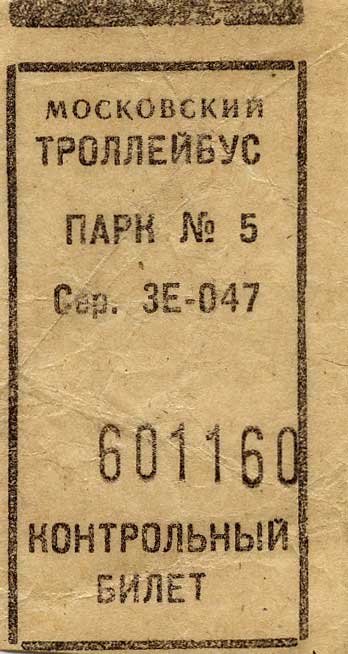 МОСКОВСКИЙ
ТРОЛЛЕЙБУС
ПАРК № 5
Сер. ЗЕ-047
601160
КОНТРОЛЬНЫЙ
БИЛЕТ